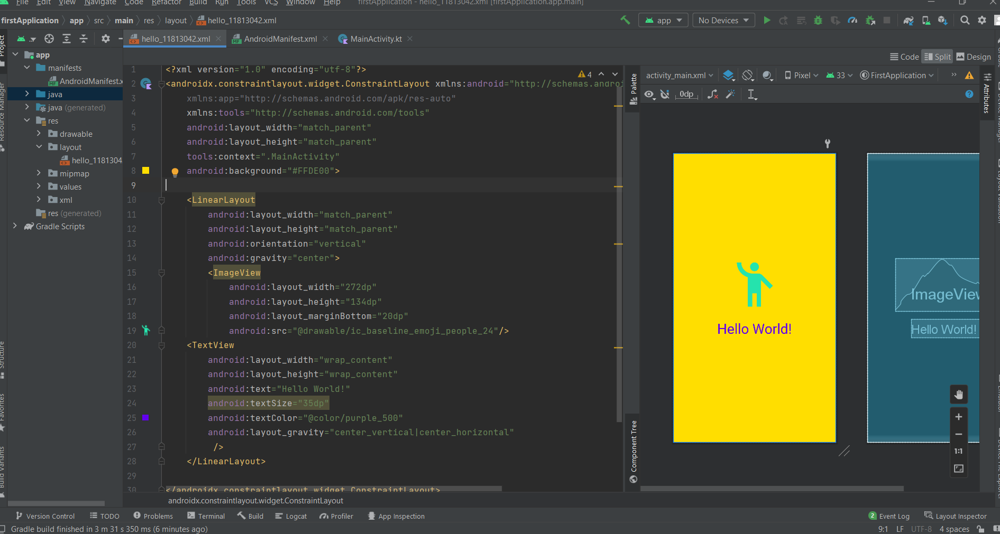 File Edit View Navigate Code Refactor Build Run Tools VCS Window Help firstApplication - hello_11813042.xml [firstApplication.app.main]
firstApplication app src main res layout hello_11813042.xml
app No Devices
Project
hello_11813042.xml AndroidManifest.xml MainActivity.kt
Code Split Design
app
manifests
AndroidManifest.x
java
java (generated)
res
drawable
layout
hello_1181304
mipmap
values
xml
res (generated)
Gradle Scripts
Resource Manager
Structure
Favorites
Build Variants
4
1 <?xml version="1.0" encoding="utf-8"?>
2 <androidx.constraintlayout.widget.ConstraintLayout xmlns:android="http://schemas.androi
3 xmlns:app="http://schemas.android.com/apk/res-auto"
4 xmlns:tools="http://schemas.android.com/tools"
5 android:layout_width="match_parent"
6 android:layout_height="match_parent"
7 tools:context=".MainActivity"
8 android:background="#FFDE00">
9
10 <LinearLayout
11 android:layout_width="match_parent"
12 android:layout_height="match_parent"
13 android:orientation="vertical"
14 android:gravity="center">
15 <ImageView
16 android:layout_width="272dp"
17 android:layout_height="134dp"
18 android:layout_marginBottom="20dp"
19 android:src="@drawable/ic_baseline_emoji_people_24"/>
20 <TextView
21 android:layout_width="wrap_content"
22 android:layout_height="wrap_content"
23 android:text="Hello World!"
24 android:textSize="35dp"
25 android:textColor="@color/purple_500"
26 android:layout_gravity="center_vertical|center_horizontal"
27 />
28 </LinearLayout>
29
30 </androidx.constraintlayout.widget.ConstraintLayout>
androidx.constraintlayout.widget.ConstraintLayout
Palette
Component Tree
activity_main.xml Pixel 33 FirstApplication
0dp
Attributes
Hello World!
ImageView
Hello World!
1:1
Version Control TODO Problems Terminal Build Logcat Profiler App Inspection 2 Event Log Layout Inspector
Gradle build finished in 3 m 31 s 350 ms (6 minutes ago) 9:1 LF UTF-8 4 spaces